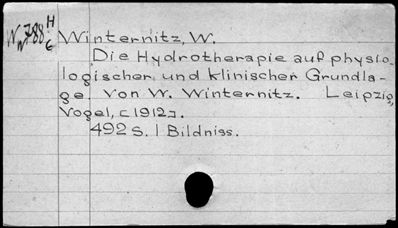 Winternitz, W.
Die Hydrotherapie auf physio-
logischer und klinischer Grundla-
ge. Von W. Winternitz. Leipzig,
Vogel, [1912].
492 S. 1 Bildniss.